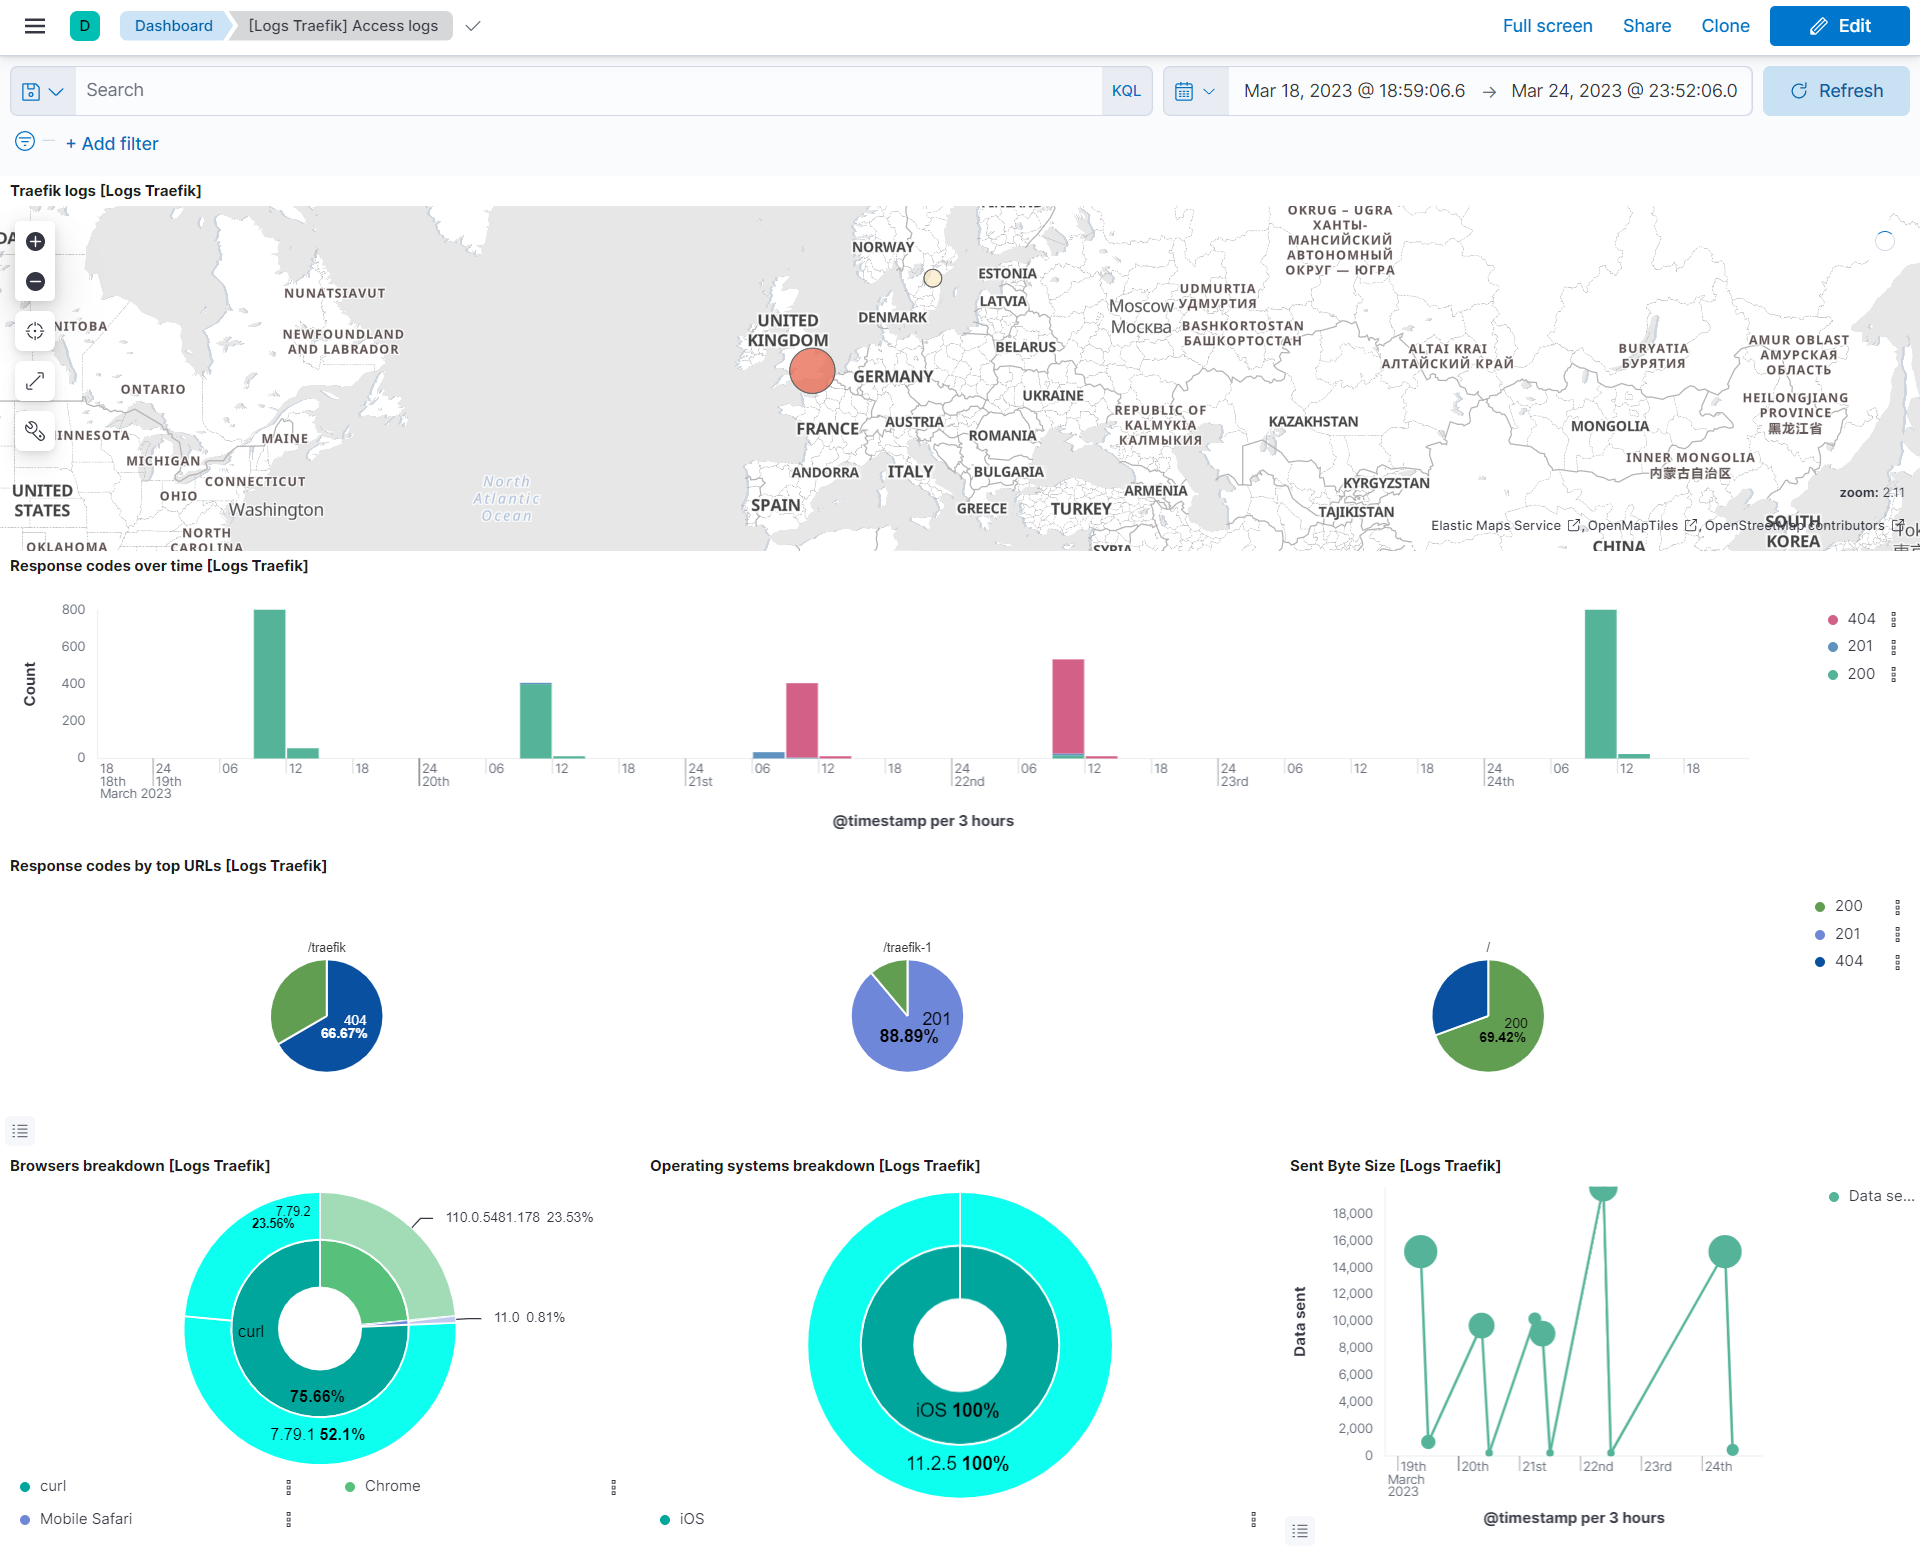 D
Dashboard
[Logs Traefik] Access logs
Full screen
Share
Clone
Edit
Search
KQL
Mar 18, 2023 @ 18:59:06.6
→
Mar 24, 2023 @ 23:52:06.0
Refresh
+ Add filter
Traefik logs [Logs Traefik]
OKRUG – UGRA
ХАНТЫ-
МАНСИЙСКИЙ
АВТОНОМНЫЙ
ОКРУГ — ЮГРА
NORWAY
ESTONIA
LATVIA
UDMURTIA
УДМУРТИЯ
Moscow
Москва
NUNATSIAVUT
NITOBA
NEWFOUNDLAND
AND LABRADOR
UNITED
KINGDOM
DENMARK
BELARUS
BASHKORTOSTAN
БАШКОРТОСТАН
ALTAI KRAI
АЛТАЙСКИЙ КРАЙ
BURYATIA
БУРЯТИЯ
AMUR OBLAST
АМУРСКАЯ
ОБЛАСТЬ
ONTARIO
GERMANY
UKRAINE
HEILONGJIANG
PROVINCE
黑龙江省
INNESOTA
MAINE
FRANCE
AUSTRIA
ROMANIA
REPUBLIC OF
KALMYKIA
КАЛМЫКИЯ
KAZAKHSTAN
MONGOLIA
MICHIGAN
CONNECTICUT
OHIO
Washington
North
Atlantic
Ocean
ANDORRA
ITALY
BULGARIA
ARMENIA
KYRGYZSTAN
INNER MONGOLIA
内蒙古自治区
UNITED
STATES
SPAIN
GREECE
TURKEY
TAJIKISTAN
zoom: 2.11
Elastic Maps Service , OpenMapTiles , OpenStreetMap contributors
SOUTH
KOREA
OKLAHOMA
NORTH
CAROLINA
SYRIA
CHINA
Response codes over time [Logs Traefik]
Count
800
600
400
200
0
18 24 06 12 18 24 06 12 18 24 06 12 18 24 06 12 18 24 06 12 18 24 06 12 18
18th 19th 20th 21st 22nd 23rd 24th
March 2023
@timestamp per 3 hours
404
201
200
Response codes by top URLs [Logs Traefik]
/traefik
404
66.67%
/traefik-1
201
88.89%
/
200
69.42%
200
201
404
Browsers breakdown [Logs Traefik]
7.79.2
23.56%
110.0.5481.178 23.53%
11.0 0.81%
curl
75.66%
7.79.1 52.1%
curl
Chrome
Mobile Safari
Operating systems breakdown [Logs Traefik]
iOS 100%
11.2.5 100%
iOS
Sent Byte Size [Logs Traefik]
Data se...
Data sent
18,000
16,000
14,000
12,000
10,000
8,000
6,000
4,000
2,000
0
19th 20th 21st 22nd 23rd 24th
March
2023
@timestamp per 3 hours